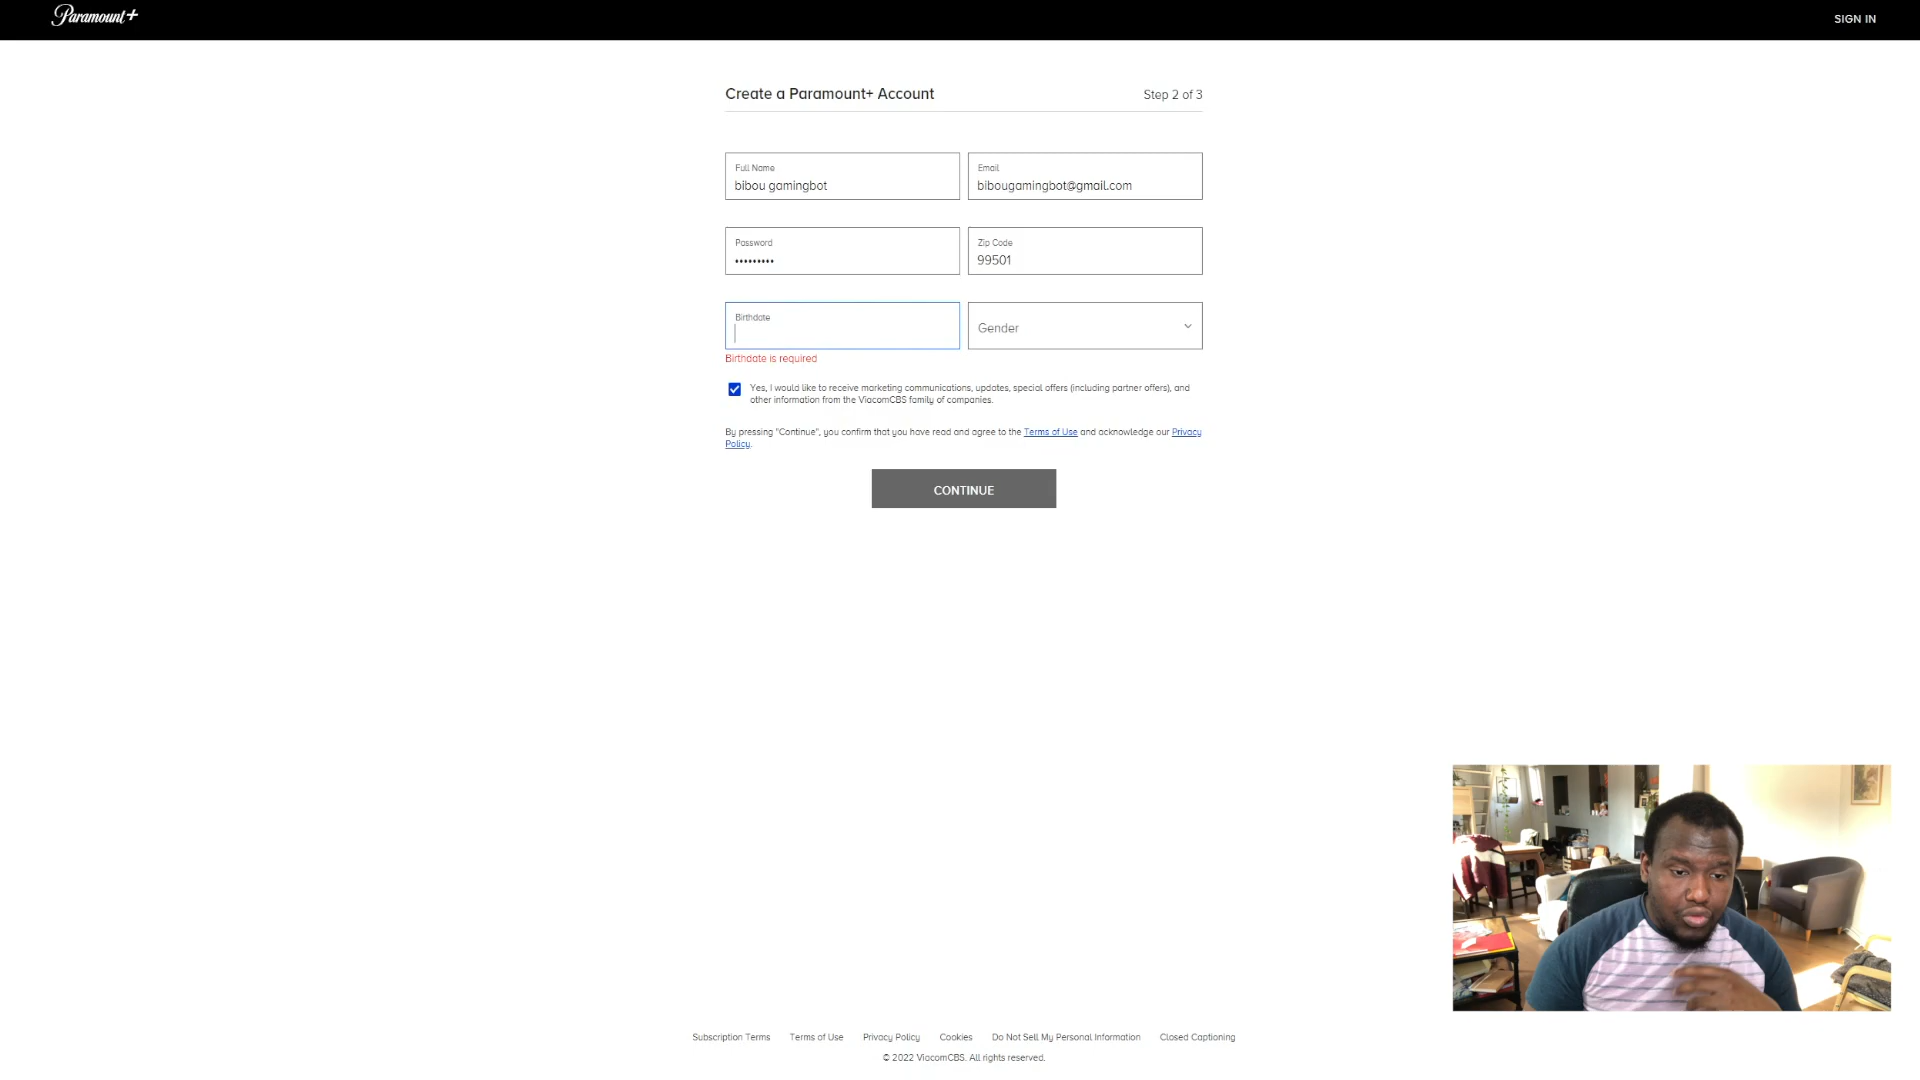 Paramount+
SIGN IN
Create a Paramount+ Account
Step 2 of 3
Full Name
bibou gamingbot
Email
bibougamingbot@gmail.com
Password
•••••••••
Zip Code
99501
Birthdate
Gender
Birthdate is required
Yes, I would like to receive marketing communications, updates, special offers (including partner offers), and
other information from the ViacomCBS family of companies.
By pressing "Continue", you confirm that you have read and agree to the Terms of Use and acknowledge our Privacy
Policy.
CONTINUE
Subscription Terms
Terms of Use
Privacy Policy
Cookies
Do Not Sell My Personal Information
Closed Captioning
© 2022 ViacomCBS. All rights reserved.